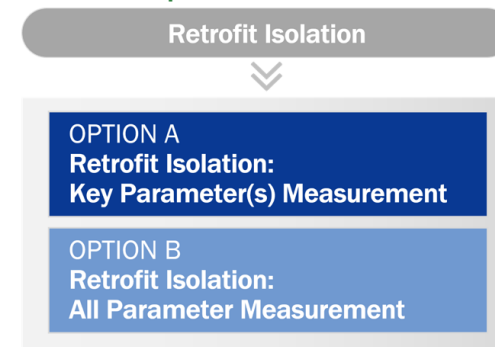 Retrofit Isolation
OPTION A
Retrofit Isolation:
Key Parameter(s) Measurement
OPTION B
Retrofit Isolation:
All Parameter Measurement